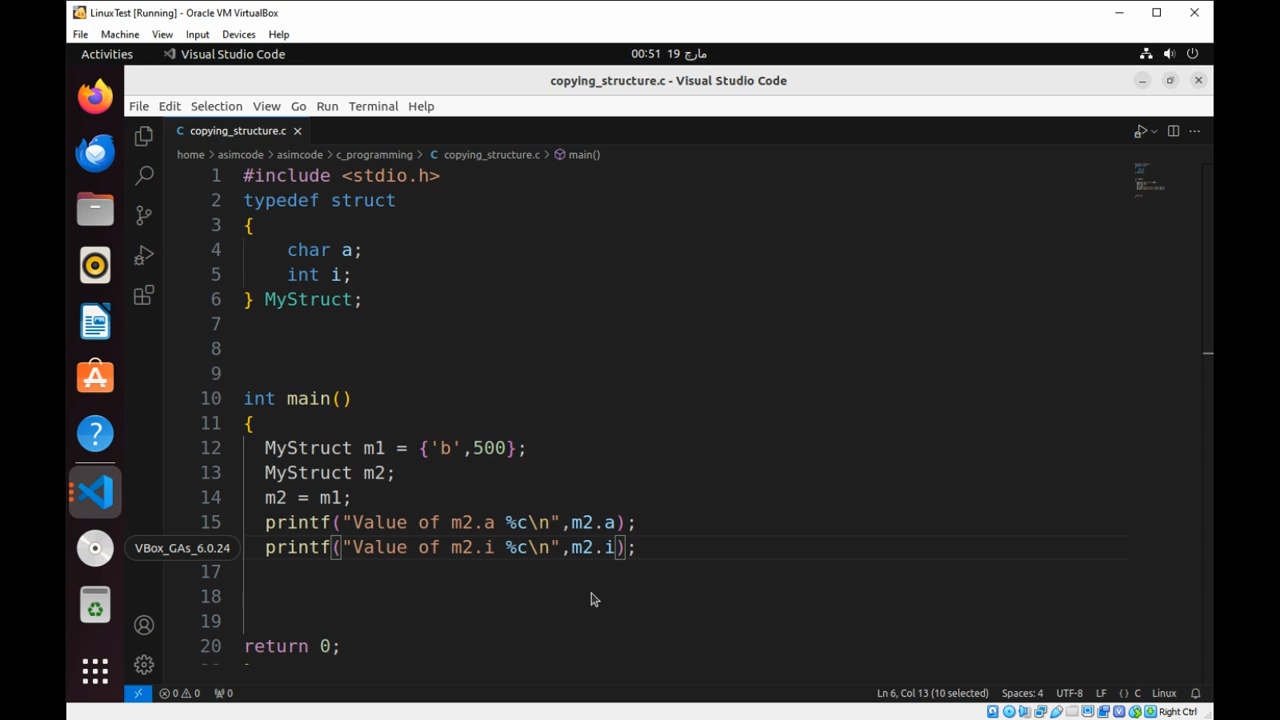 LinuxTest [Running] - Oracle VM VirtualBox
File Machine View Input Devices Help
Activities Visual Studio Code 00:51 19 مارچ
copying_structure.c - Visual Studio Code
File Edit Selection View Go Run Terminal Help
C copying_structure.c
home > asimcode > asimcode > c_programming > C copying_structure.c > main()
1 #include <stdio.h>
2 typedef struct
3 {
4     char a;
5     int i;
6 } MyStruct;
7
8
9
10 int main()
11 {
12   MyStruct m1 = {'b',500};
13   MyStruct m2;
14   m2 = m1;
15   printf("Value of m2.a %c\n",m2.a);
16   printf("Value of m2.i %c\n",m2.i);
VBox_GAs_6.0.24
17
18
19
20 return 0;
0 0 0 Ln 6, Col 13 (10 selected) Spaces: 4 UTF-8 LF {} C Linux
Right Ctrl